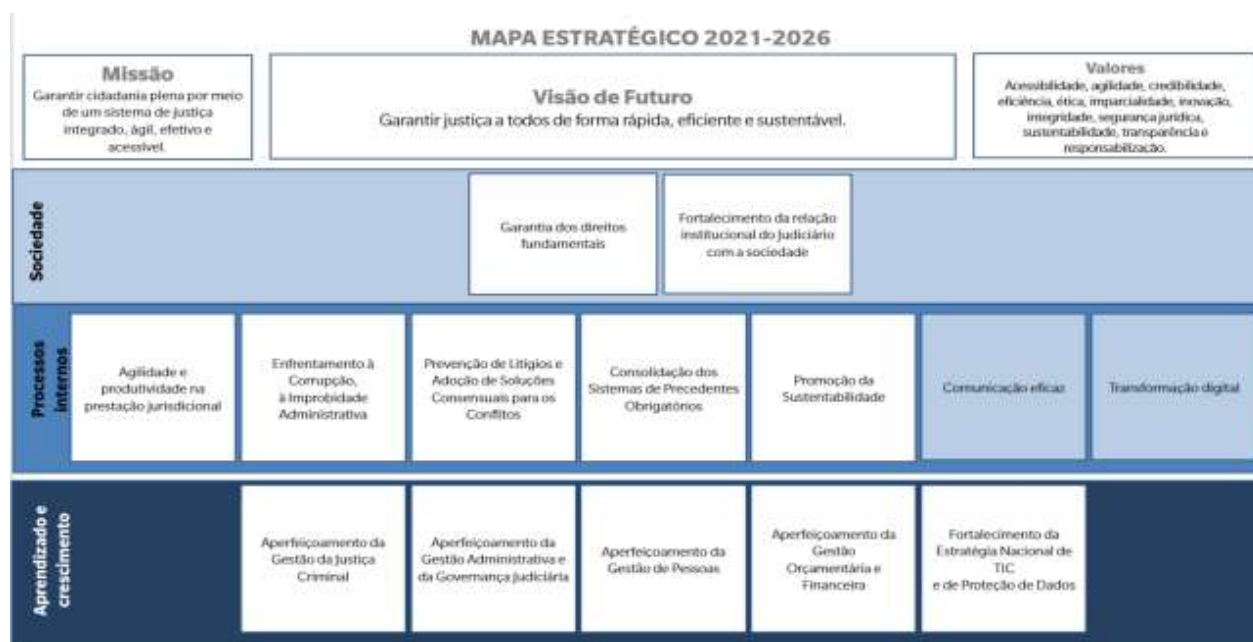 MAPA ESTRATÉGICO 2021-2026
Missão
Garantir cidadania plena por meio
de um sistema de justiça
integrado, ágil, efetivo e
acessível.
Visão de Futuro
Garantir justiça a todos de forma rápida, eficiente e sustentável.
Valores
Acessibilidade, agilidade, credibilidade,
eficiência, ética, imparcialidade, inovação,
integridade, segurança jurídica,
sustentabilidade, transparência e
responsabilização.
Sociedade
Garantia dos direitos
fundamentais
Fortalecimento da relação
institucional do Judiciário
com a sociedade
Processos
internos
Agilidade e
produtividade na
prestação jurisdicional
Enfrentamento à
Corrupção,
à Improbidade
Administrativa
Prevenção de Litígios e
Adoção de Soluções
Consensuais para os
Conflitos
Consolidação dos
Sistemas de Precedentes
Obrigatórios
Promoção da
Sustentabilidade
Comunicação eficaz
Transformação digital
Aprendizado e
crescimento
Aperfeiçoamento da
Gestão da Justiça
Criminal
Aperfeiçoamento da
Gestão Administrativa e
da Governança Judiciária
Aperfeiçoamento da
Gestão de Pessoas
Aperfeiçoamento da
Gestão
Orçamentária e
Financeira
Fortalecimento da
Estratégia Nacional de
TIC
e de Proteção de Dados